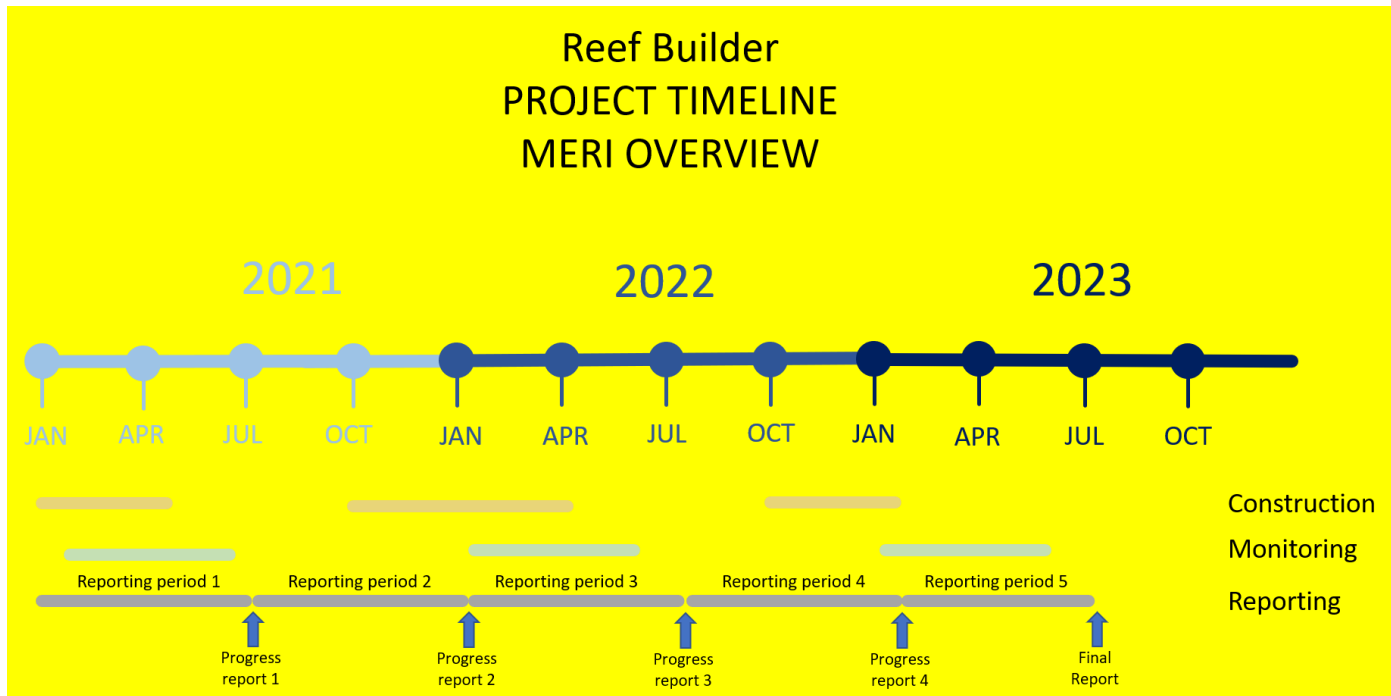 Reef Builder
PROJECT TIMELINE
MERI OVERVIEW
2021
2022
2023
JAN
APR
JUL
OCT
JAN
APR
JUL
OCT
JAN
APR
JUL
OCT
Construction
Monitoring
Reporting period 1
Reporting period 2
Reporting period 3
Reporting period 4
Reporting period 5
Reporting
Progress
report 1
Progress
report 2
Progress
report 3
Progress
report 4
Final
Report